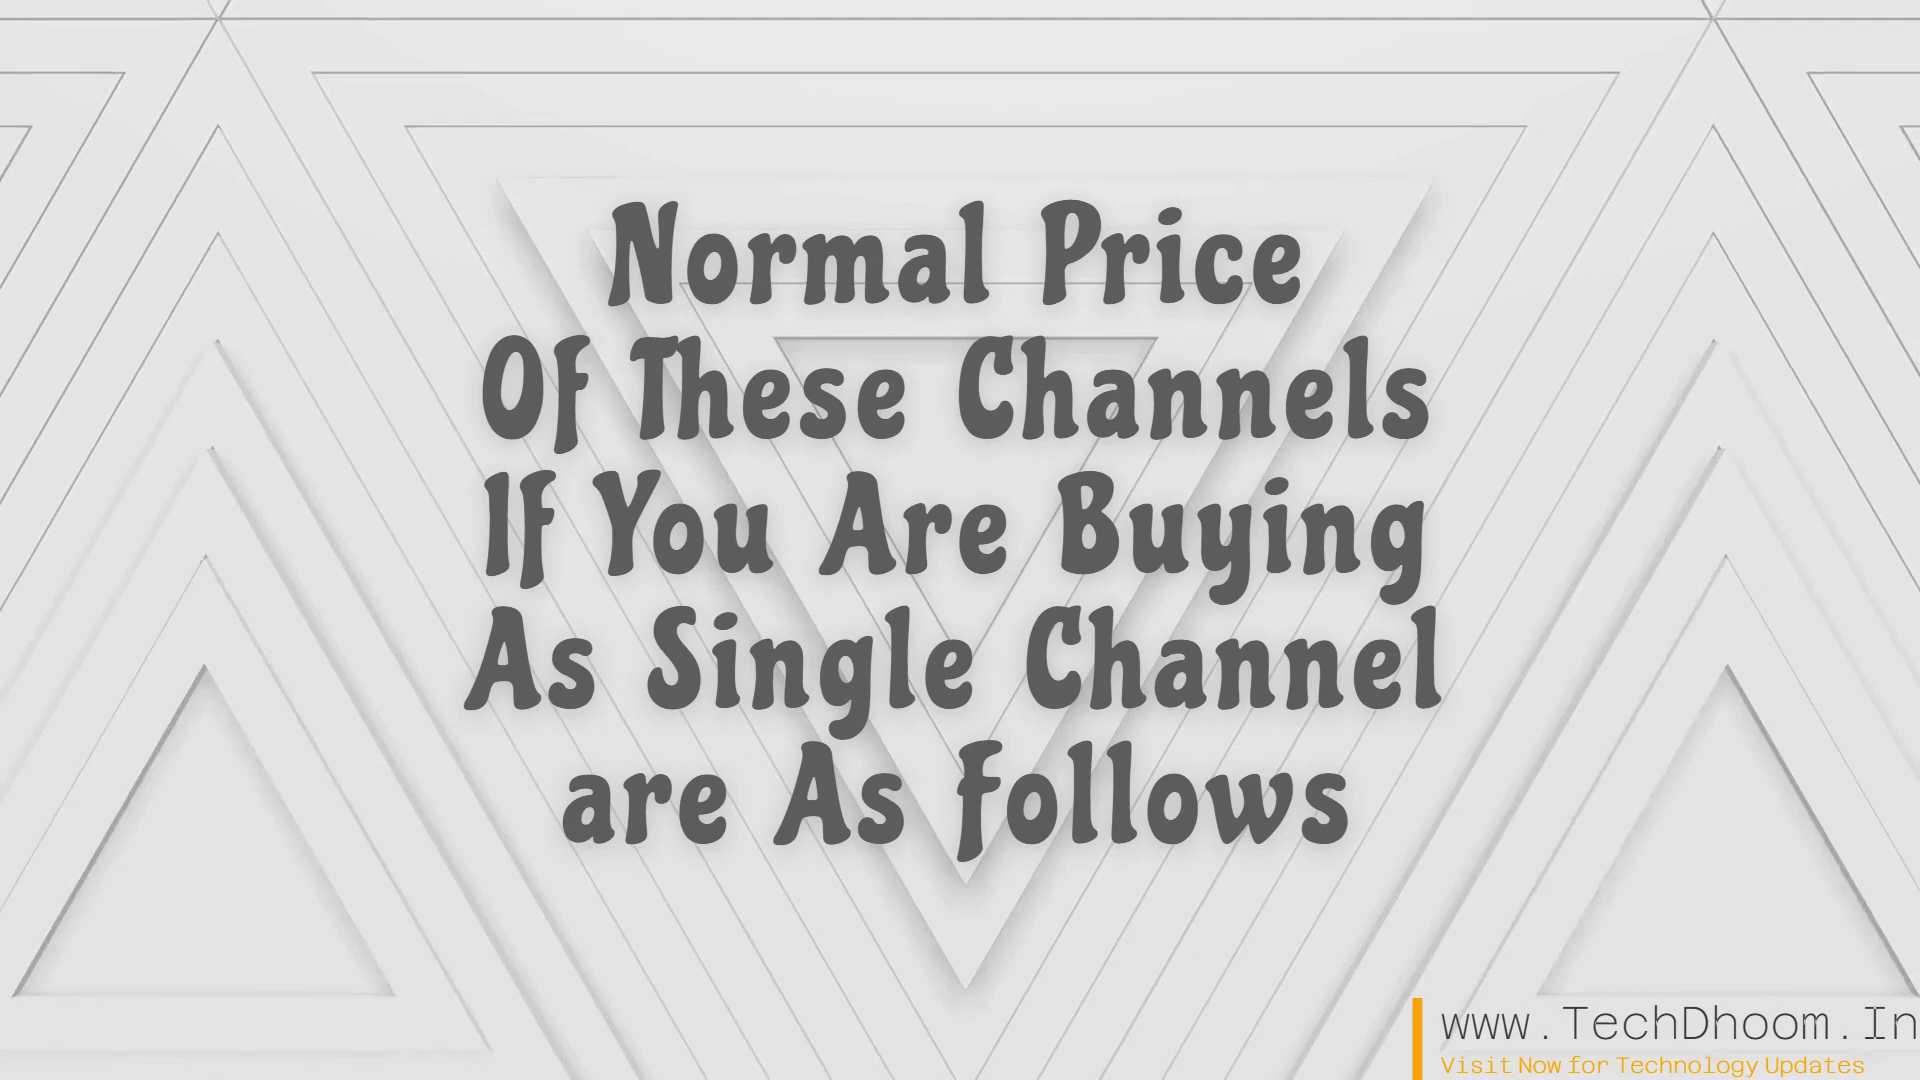 Normal Price
Of These Channels
If You Are Buying
As Single Channel
are As Follows
www.TechDhoom.In
Visit Now for Technology Updates